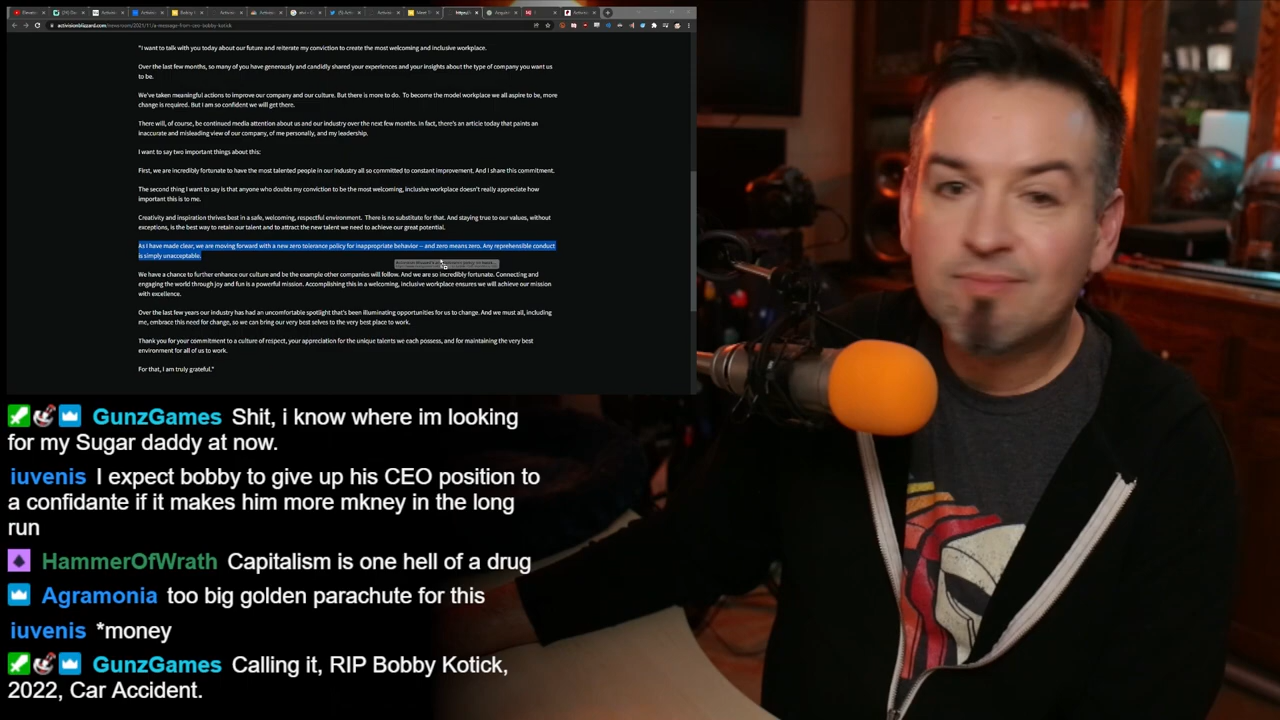 activisionblizzard.com/newsroom/2021/11/a-message-from-ceo-bobby-kotick
"I want to talk with you today about our future and reiterate my conviction to create the most welcoming and inclusive workplace.
Over the last few months, so many of you have generously and candidly shared your experiences and your insights about the type of company you want us
to be.
We've taken meaningful actions to improve our company and our culture. But there is more to do. To become the model workplace we all aspire to be, more
change is required. But I am so confident we will get there.
There will, of course, be continued media attention about us and our industry over the next few months. In fact, there's an article today that paints an
inaccurate and misleading view of our company, of me personally, and my leadership.
I want to say two important things about this:
First, we are incredibly fortunate to have the most talented people in our industry all so committed to constant improvement. And I share this commitment.
The second thing I want to say is that anyone who doubts my conviction to be the most welcoming, inclusive workplace doesn't really appreciate how
important this is to me.
Creativity and inspiration thrives best in a safe, welcoming, respectful environment. There is no substitute for that. And staying true to our values, without
exceptions, is the best way to retain our talent and to attract the new talent we need to achieve our great potential.
As I have made clear, we are moving forward with a new zero tolerance policy for inappropriate behavior – and zero means zero. Any reprehensible conduct
is simply unacceptable.
We have a chance to further enhance our culture and be the example other companies will follow. And we are so incredibly fortunate. Connecting and
engaging the world through joy and fun is a powerful mission. Accomplishing this in a welcoming, inclusive workplace ensures we will achieve our mission
with excellence.
Over the last few years our industry has had an uncomfortable spotlight that's been illuminating opportunities for us to change. And we must all, including
me, embrace this need for change, so we can bring our very best selves to the very best place to work.
Thank you for your commitment to a culture of respect, your appreciation for the unique talents we each possess, and for maintaining the very best
environment for all of us to work.
For that, I am truly grateful."
GunzGames Shit, i know where im looking
for my Sugar daddy at now.
iuvenis I expect bobby to give up his CEO position to
a confidante if it makes him more mkney in the long
run
HammerOfWrath Capitalism is one hell of a drug
Agramonia too big golden parachute for this
iuvenis *money
GunzGames Calling it, RIP Bobby Kotick,
2022, Car Accident.